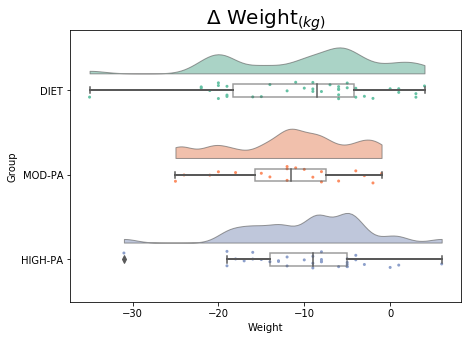 Δ Weight(kg)
DIET
MOD-PA
HIGH-PA
Group
−30
−20
−10
0
Weight